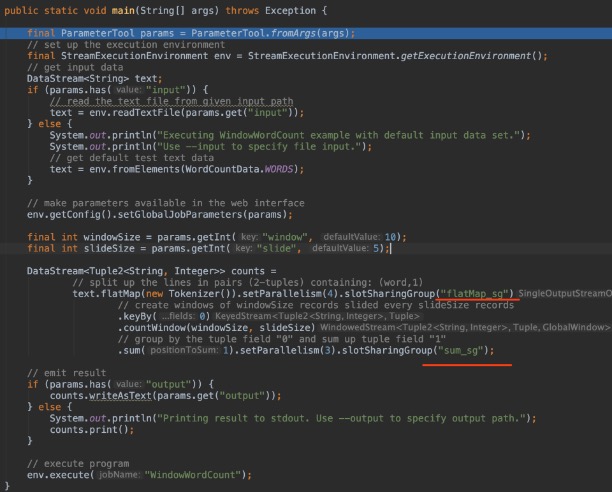 public static void main(String[] args) throws Exception {
final ParameterTool params = ParameterTool.fromArgs(args);
// set up the execution environment
final StreamExecutionEnvironment env = StreamExecutionEnvironment.getExecutionEnvironment();
// get input data
DataStream<String> text;
if (params.has( value: "input")) {
// read the text file from given input path
text = env.readTextFile(params.get("input"));
} else {
System.out.println("Executing WindowWordCount example with default input data set.");
System.out.println("Use --input to specify file input.");
// get default test text data
text = env.fromElements(WordCountData.WORDS);
}
// make parameters available in the web interface
env.getConfig().setGlobalJobParameters(params);
final int windowSize = params.getInt( key: "window", defaultValue: 10);
final int slideSize = params.getInt( key: "slide", defaultValue: 5);
DataStream<Tuple2<String, Integer>> counts =
// split up the lines in pairs (2-tuples) containing: (word,1)
text.flatMap(new Tokenizer()).setParallelism(4).slotSharingGroup("flatMap_sg") SingleOutputStreamO
// create windows of windowSize records slided every slideSize records
.keyBy( ...fields: 0) KeyedStream<Tuple2<String, Integer>, Tuple>
.countWindow(windowSize, slideSize) WindowedStream<Tuple2<String, Integer>, Tuple, GlobalWindow>
// group by the tuple field "0" and sum up tuple field "1"
.sum( positionToSum: 1).setParallelism(3).slotSharingGroup("sum_sg");
// emit result
if (params.has( value: "output")) {
counts.writeAsText(params.get("output"));
} else {
System.out.println("Printing result to stdout. Use --output to specify output path.");
counts.print();
}
// execute program
env.execute( jobName: "WindowWordCount");
}